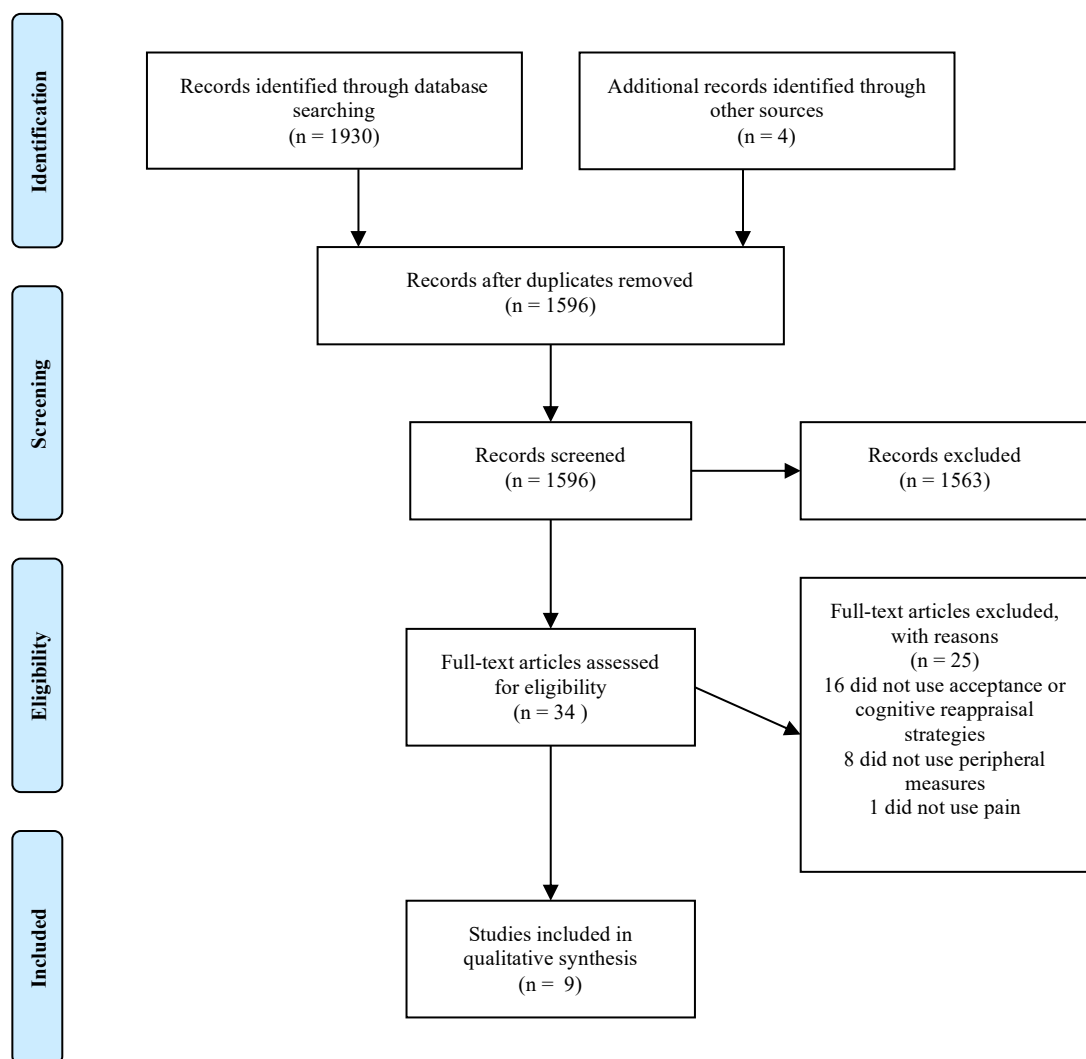 Identification
Records identified through database
searching
(n = 1930)
Additional records identified through
other sources
(n = 4)
Records after duplicates removed
(n = 1596)
Screening
Records screened
(n = 1596)
Records excluded
(n = 1563)
Eligibility
Full-text articles assessed
for eligibility
(n = 34 )
Full-text articles excluded,
with reasons
(n = 25)
16 did not use acceptance or
cognitive reappraisal
strategies
8 did not use peripheral
measures
1 did not use pain
Included
Studies included in
qualitative synthesis
(n = 9)